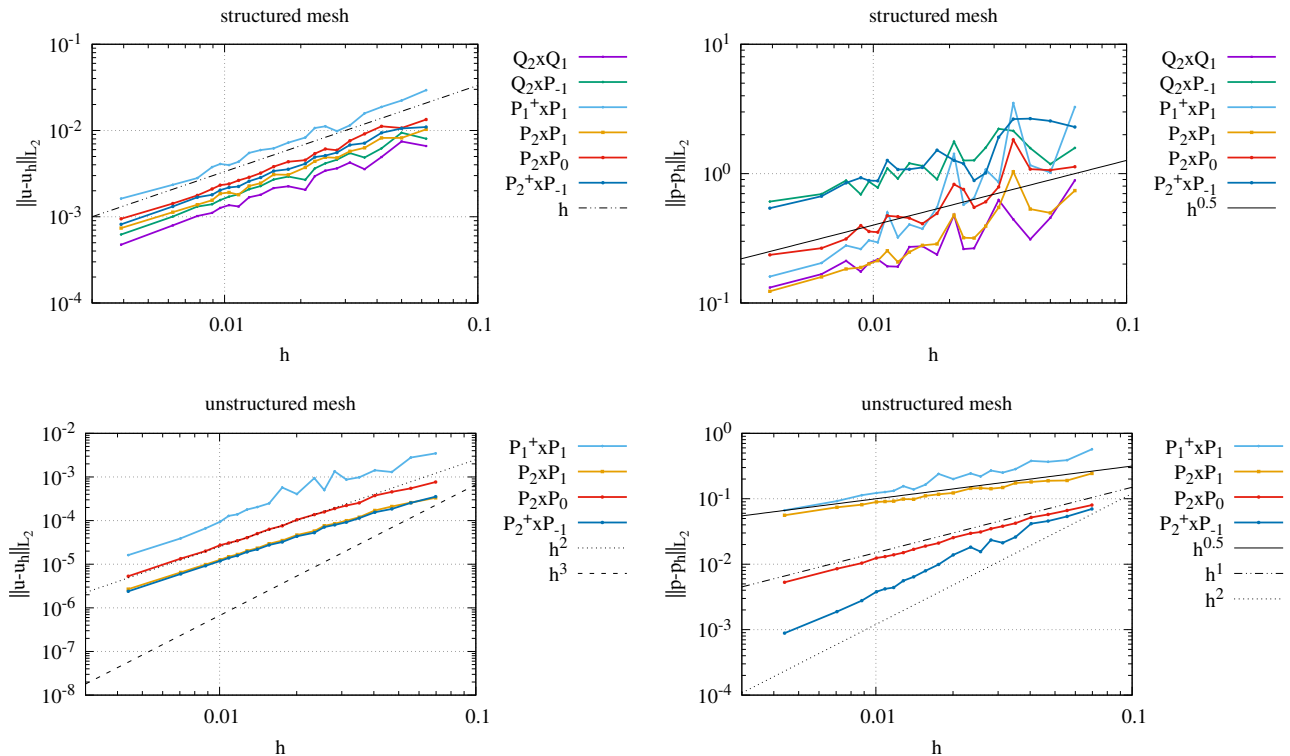 structured mesh
||u-u_h||_{L_2}
10^{-1}
10^{-2}
10^{-3}
10^{-4}
0.01
0.1
h
Q_2xQ_1
Q_2xP_{-1}
P_1^+xP_1
P_2xP_1
P_2xP_0
P_2^+xP_{-1}
h
structured mesh
||p-p_h||_{L_2}
10^1
10^0
10^{-1}
0.01
0.1
h
Q_2xQ_1
Q_2xP_{-1}
P_1^+xP_1
P_2xP_1
P_2xP_0
P_2^+xP_{-1}
h^{0.5}
unstructured mesh
||u-u_h||_{L_2}
10^{-2}
10^{-3}
10^{-4}
10^{-5}
10^{-6}
10^{-7}
10^{-8}
0.01
0.1
h
P_1^+xP_1
P_2xP_1
P_2xP_0
P_2^+xP_{-1}
h^2
h^3
unstructured mesh
||p-p_h||_{L_2}
10^0
10^{-1}
10^{-2}
10^{-3}
10^{-4}
0.01
0.1
h
P_1^+xP_1
P_2xP_1
P_2xP_0
P_2^+xP_{-1}
h^{0.5}
h^1
h^2